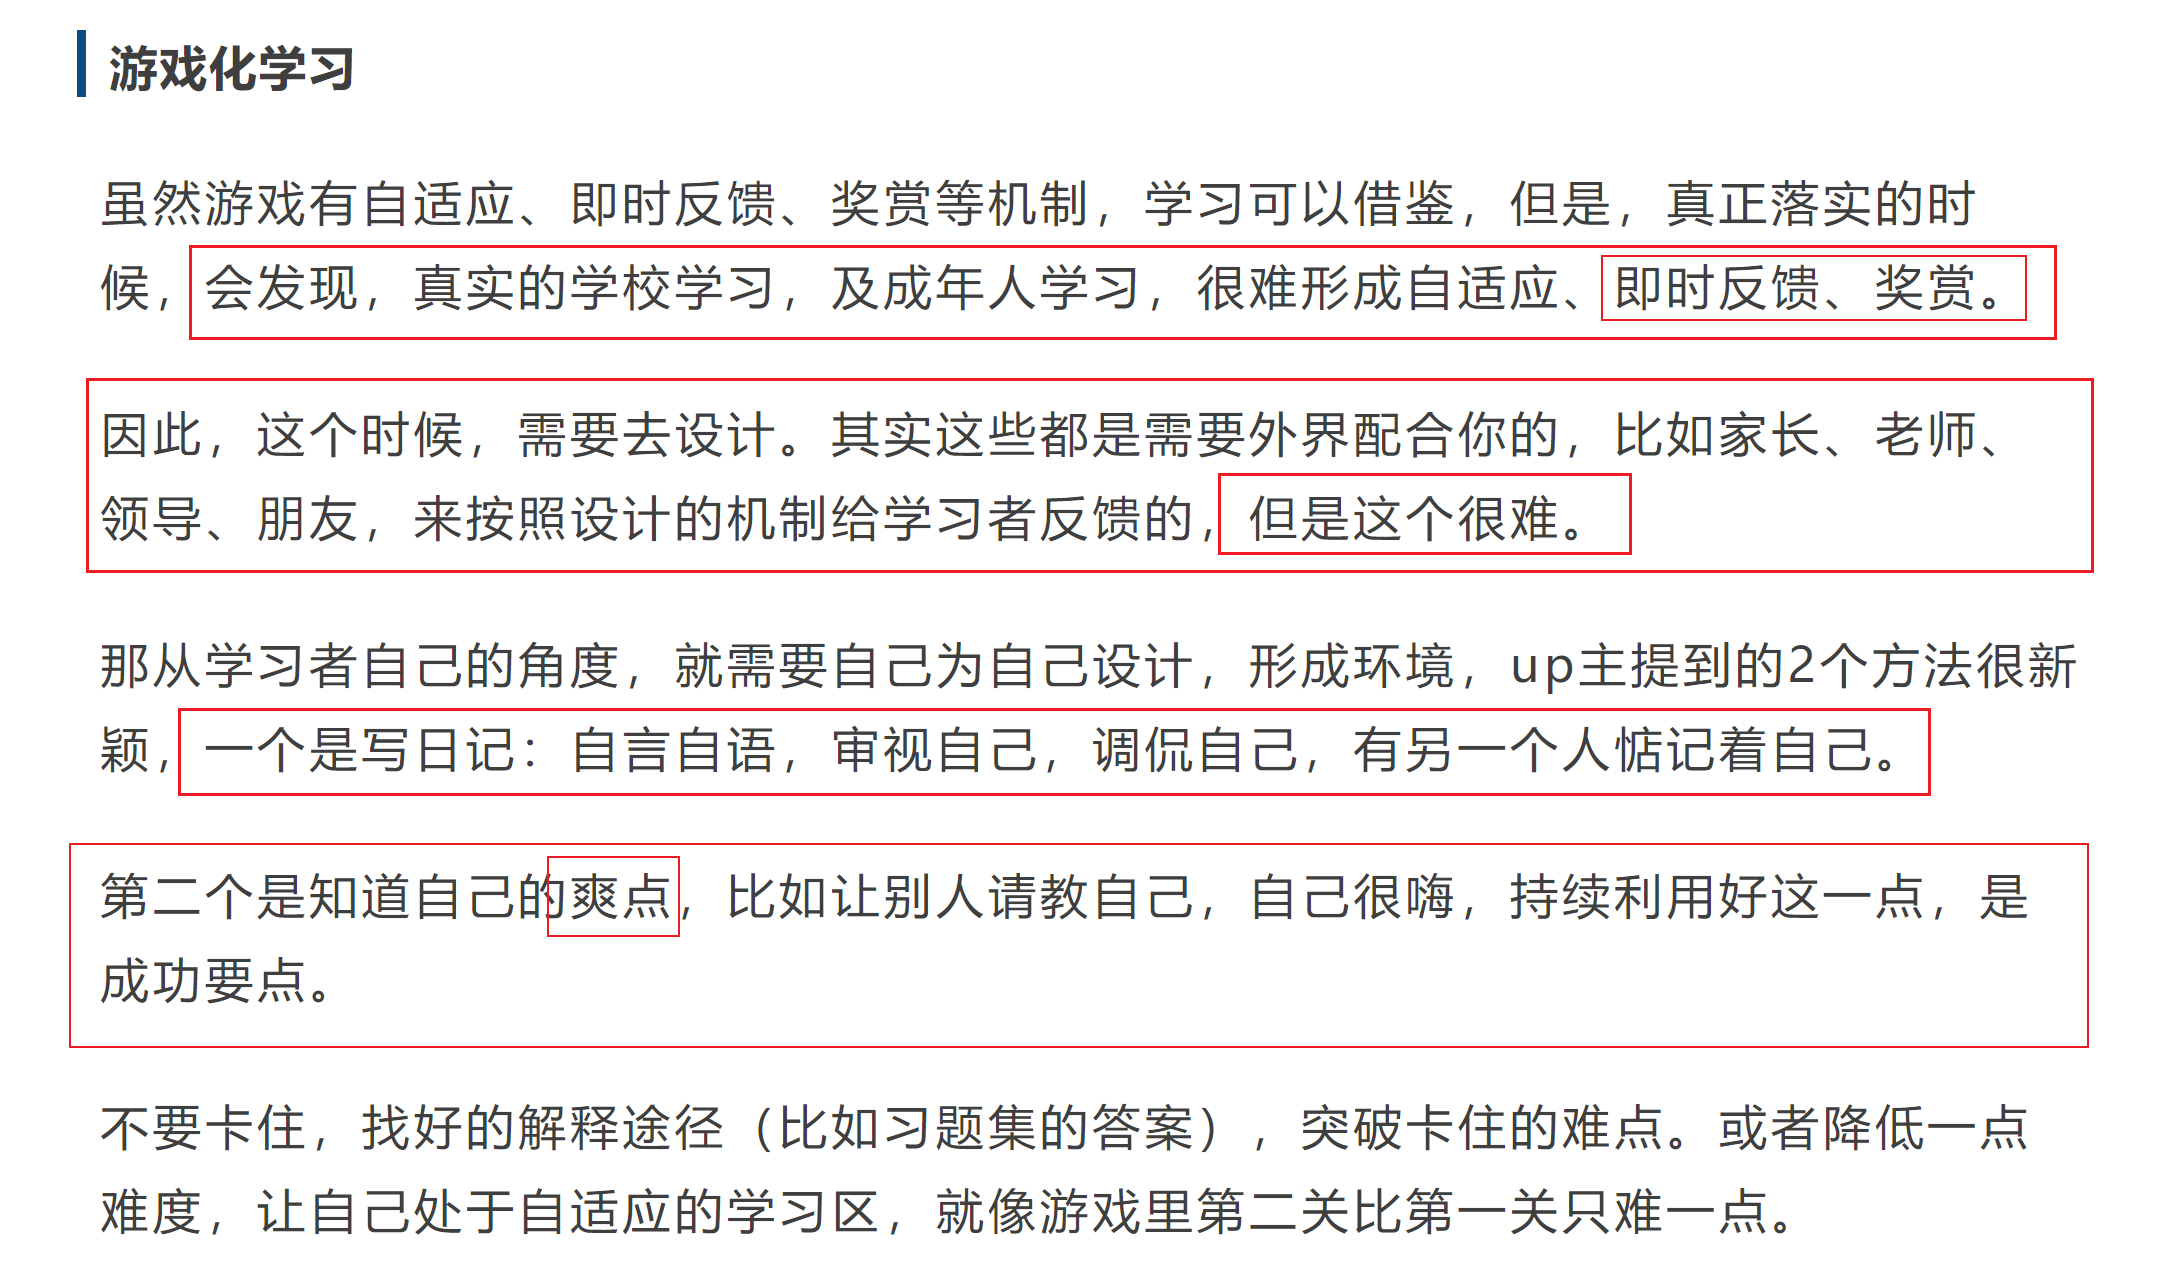 游戏化学习
虽然游戏有自适应、即时反馈、奖赏等机制，学习可以借鉴，但是，真正落实的时
候，会发现，真实的学校学习，及成年人学习，很难形成自适应、即时反馈、奖赏。
因此，这个时候，需要去设计。其实这些都是需要外界配合你的，比如家长、老师、
领导、朋友，来按照设计的机制给学习者反馈的，但是这个很难。
那从学习者自己的角度，就需要自己为自己设计，形成环境，up主提到的2个方法很新
颖，一个是写日记：自言自语，审视自己，调侃自己，有另一个人惦记着自己。
第二个是知道自己的爽点，比如让别人请教自己，自己很嗨，持续利用好这一点，是
成功要点。
不要卡住，找好的解释途径（比如习题集的答案），突破卡住的难点。或者降低一点
难度，让自己处于自适应的学习区，就像游戏里第二关比第一关只难一点。